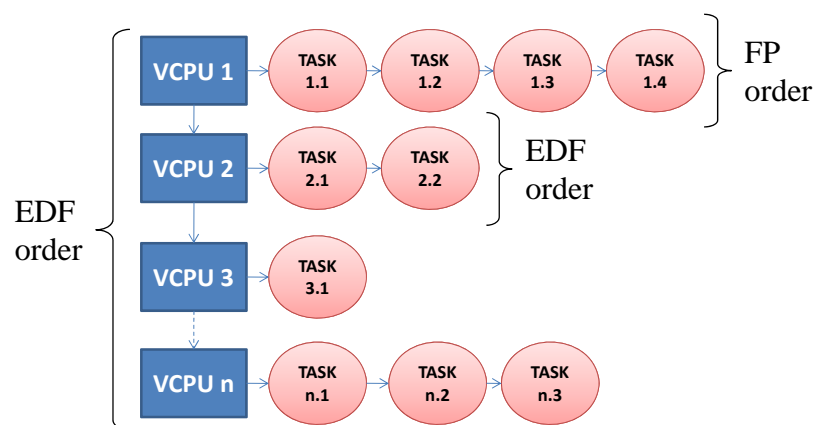 VCPU 1
TASK
1.1
TASK
1.2
TASK
1.3
TASK
1.4
FP
order
VCPU 2
TASK
2.1
TASK
2.2
EDF
order
EDF
order
VCPU 3
TASK
3.1
VCPU n
TASK
n.1
TASK
n.2
TASK
n.3